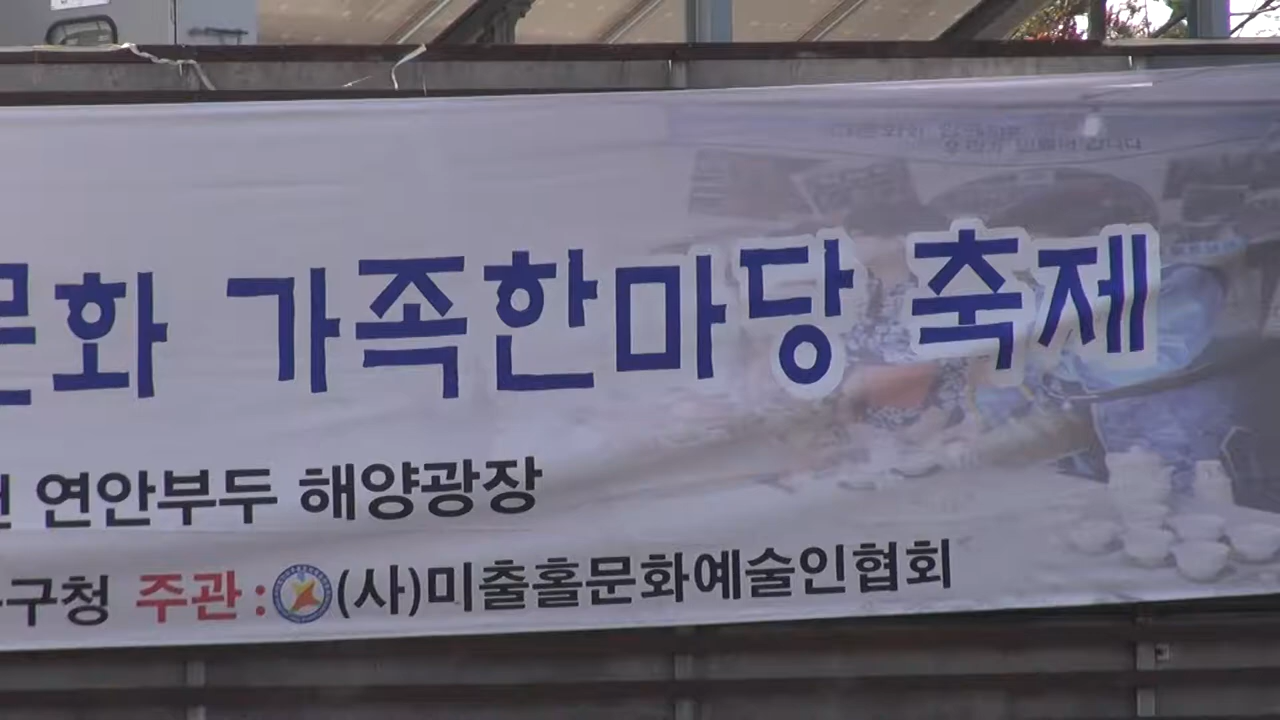 문화 가족한마당 축제
연안부두 해양광장
구청 주관 : (사)미출홀문화예술인협회